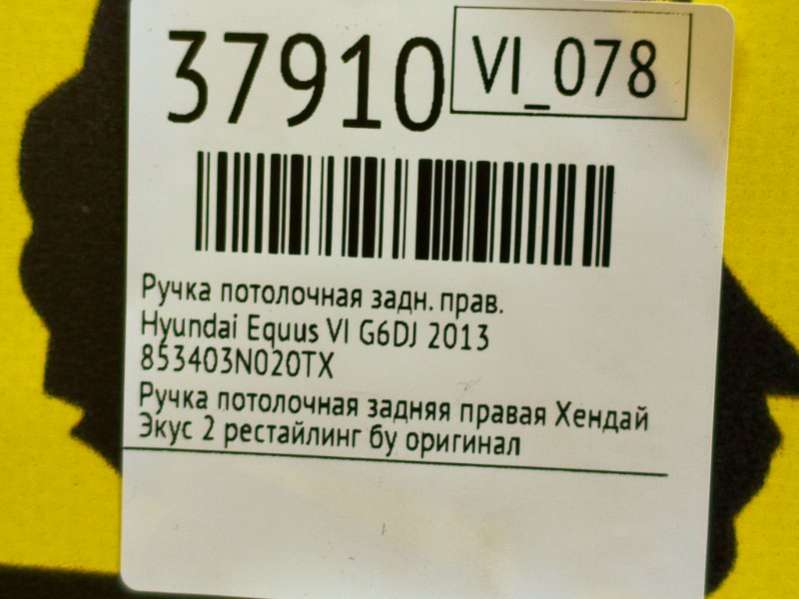 37910
VI_078
Ручка потолочная задн. прав.
Hyundai Equus VI G6DJ 2013
853403N020TX
Ручка потолочная задняя правая Хендай
Экус 2 рестайлинг бу оригинал